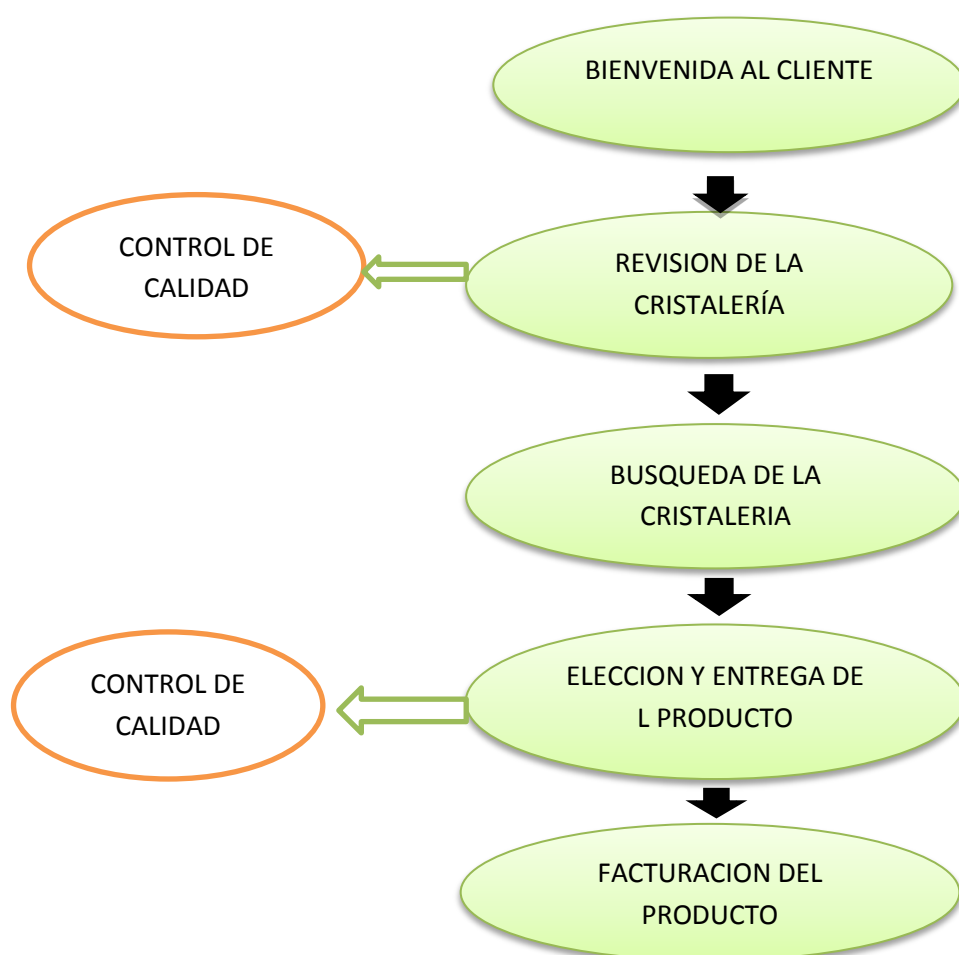 BIENVENIDA AL CLIENTE
CONTROL DE
CALIDAD
REVISION DE LA
CRISTALERÍA
BUSQUEDA DE LA
CRISTALERIA
CONTROL DE
CALIDAD
ELECCION Y ENTREGA DE
L PRODUCTO
FACTURACION DEL
PRODUCTO